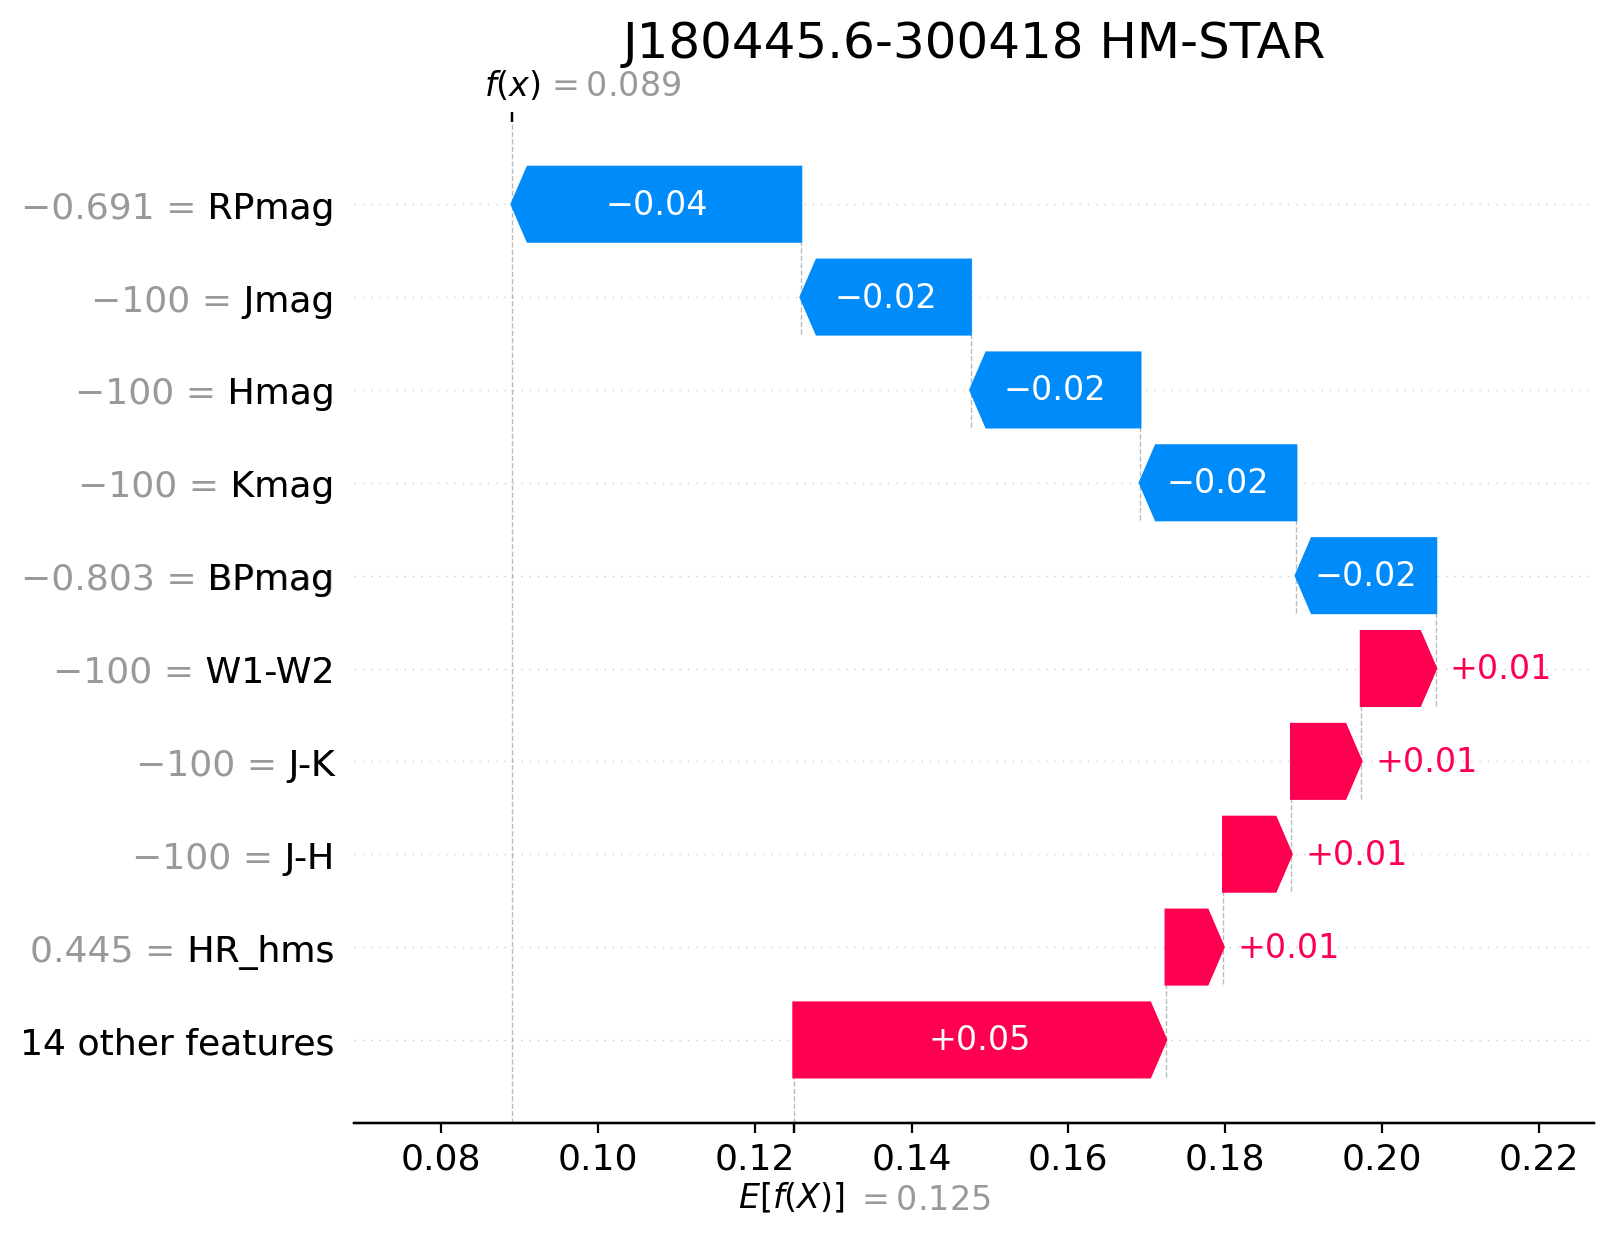 J180445.6-300418 HM-STAR
f(x) = 0.089
−0.691 = RPmag −0.04
−100 = Jmag −0.02
−100 = Hmag −0.02
−100 = Kmag −0.02
−0.803 = BPmag −0.02
−100 = W1-W2 +0.01
−100 = J-K +0.01
−100 = J-H +0.01
0.445 = HR_hms +0.01
14 other features +0.05
0.08 0.10 0.12 0.14 0.16 0.18 0.20 0.22
E[f(X)] = 0.125